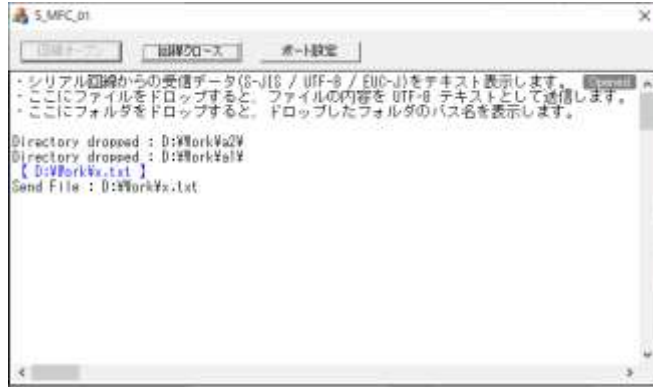 S_MFC_01
回線オープン 回線クローズ ポート設定
・シリアル回線からの受信データ(S-JIS / UTF-8 / EUC-J)をテキスト表示します。 Opened
・ここにファイルをドロップすると、ファイルの内容を UTF-8 テキストとして送信します。
・ここにフォルダをドロップすると、ドロップしたフォルダのパス名を表示します。
Directory dropped : D:¥Work¥a2¥
Directory dropped : D:¥Work¥a1¥
【 D:¥Work¥x.txt 】
Send File : D:¥Work¥x.txt